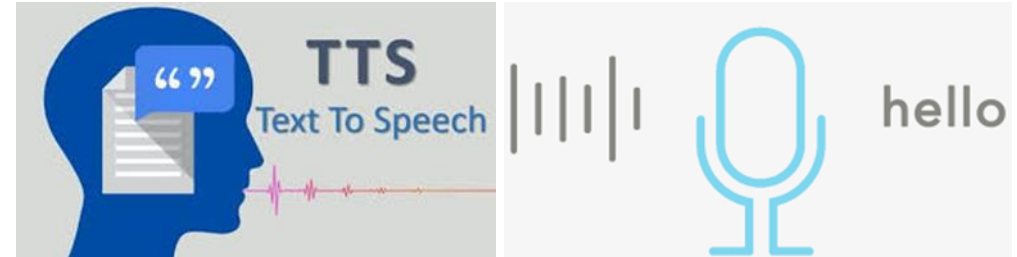 TTS
Text To Speech
“ ”
hello